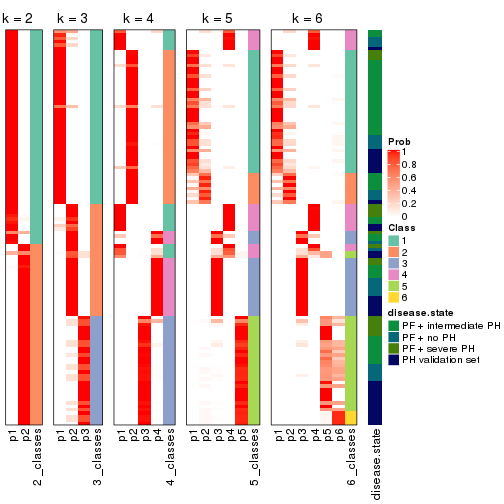 k = 2 k = 3 k = 4 k = 5 k = 6
Prob
1
0.8
0.6
0.4
0.2
0
Class
1
2
3
4
5
6
disease.state
PF + intermediate PH
PF + no PH
PF + severe PH
PH validation set
p1
p2
2_classes
p1
p2
p3
3_classes
p1
p2
p3
p4
4_classes
p1
p2
p3
p4
p5
5_classes
p1
p2
p3
p4
p5
p6
6_classes
disease.state